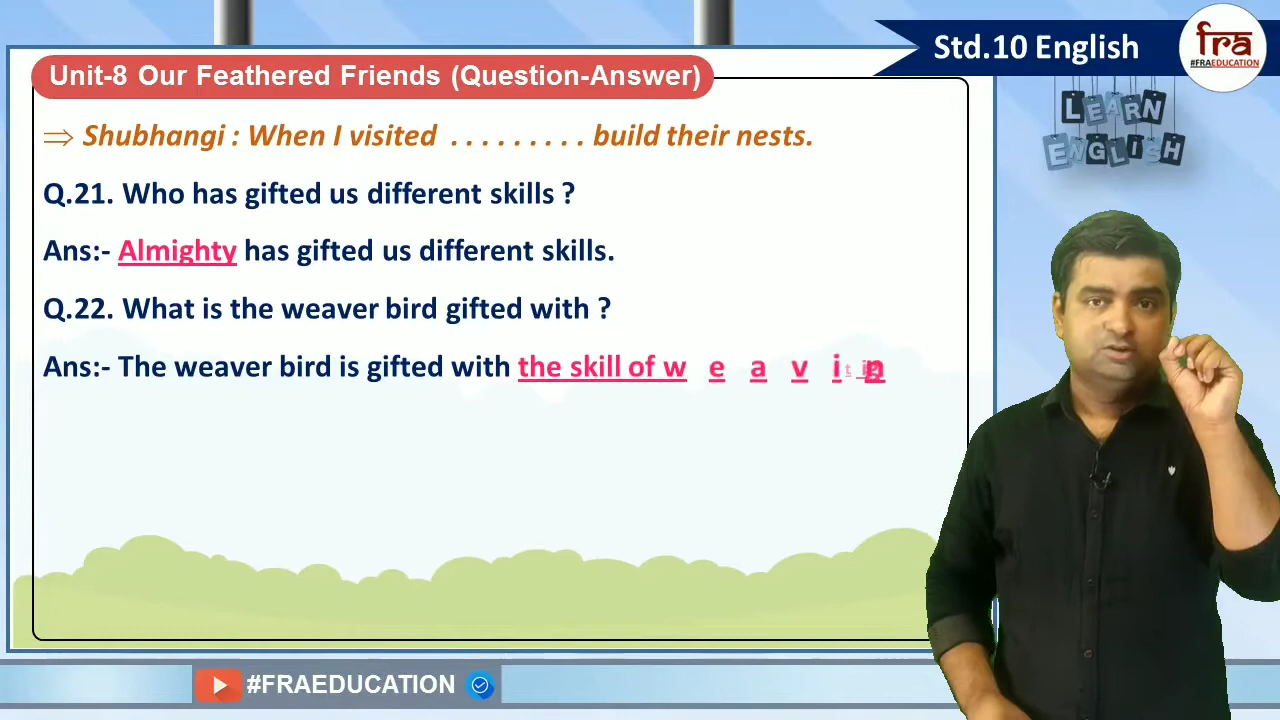 Std.10 English
fra
#FRAEDUCATION
LEARN
ENGLISH
Unit-8 Our Feathered Friends (Question-Answer)
⇒ Shubhangi : When I visited . . . . . . . . . build their nests.
Q.21. Who has gifted us different skills ?
Ans:- Almighty has gifted us different skills.
Q.22. What is the weaver bird gifted with ?
Ans:- The weaver bird is gifted with the skill of w e a v i n
#FRAEDUCATION